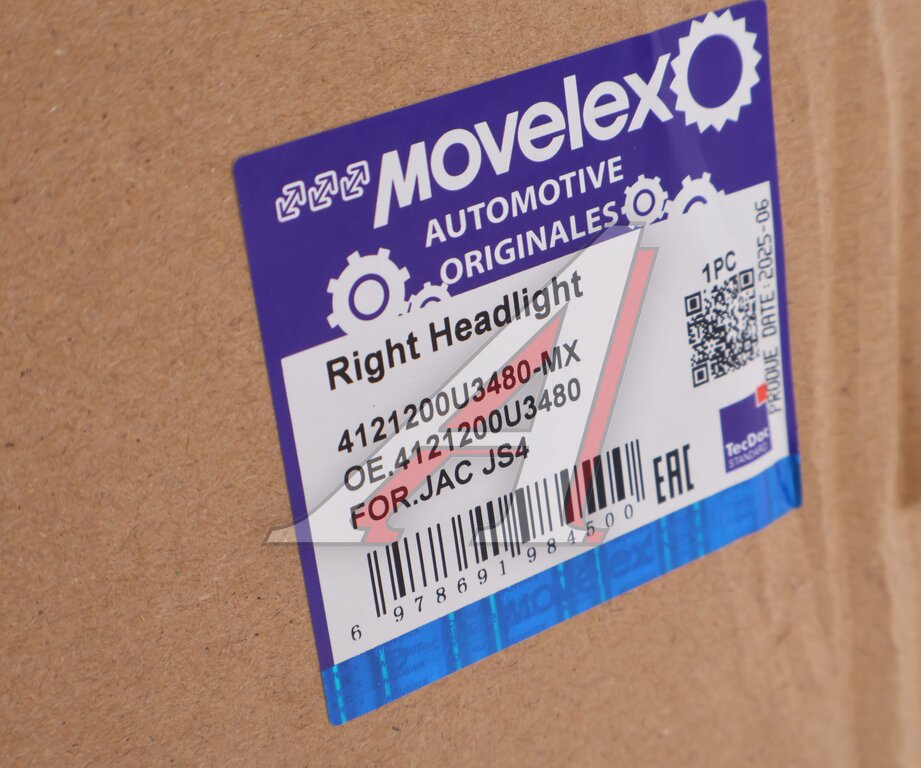 Movelex
AUTOMOTIVE
ORIGINALES
Right Headlight
1PC
4121200U3480-MX
OE.4121200U3480
FOR.JAC JS4
PRODUE DATE:2025-06
TecDoc
STANDARD
EAC
6 978691 984500
Movelex